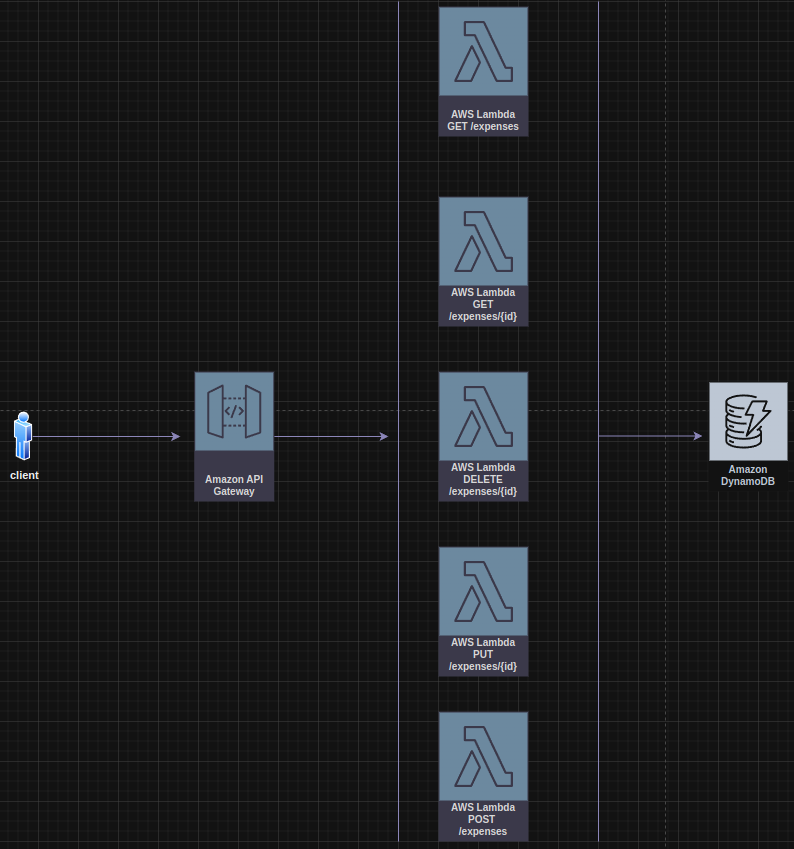 AWS Lambda
GET /expenses
AWS Lambda
GET
/expenses/{id}
</>
client
Amazon API
Gateway
AWS Lambda
DELETE
/expenses/{id}
Amazon
DynamoDB
AWS Lambda
PUT
/expenses/{id}
AWS Lambda
POST
/expenses